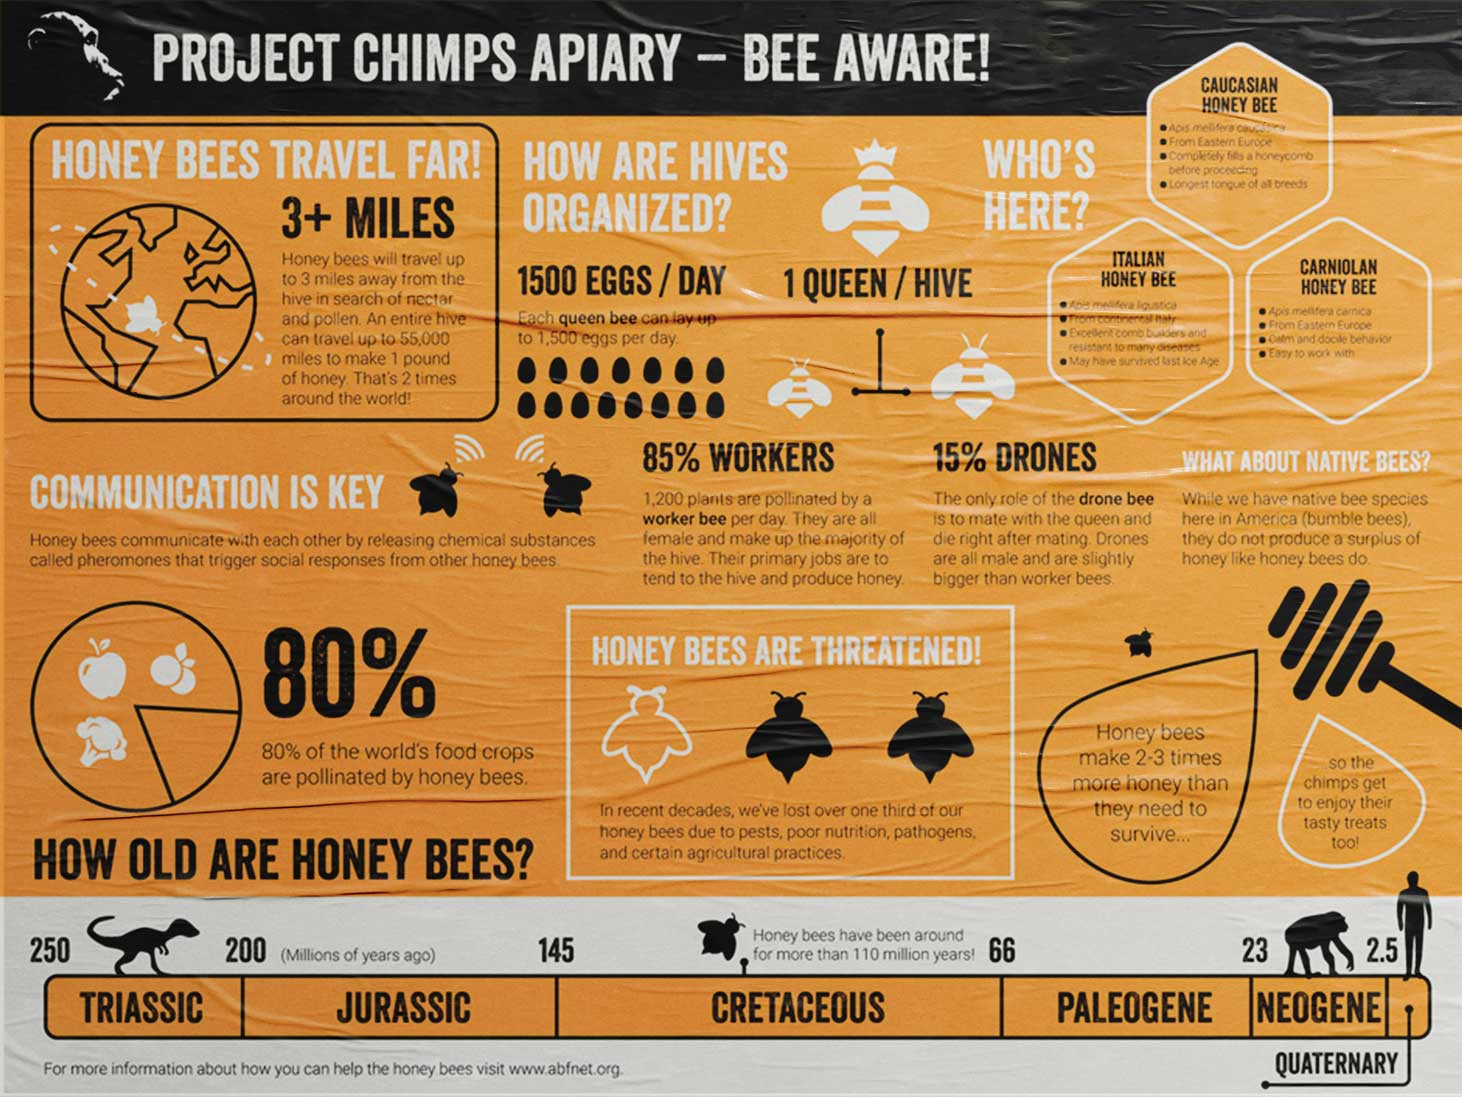 PROJECT CHIMPS APIARY – BEE AWARE!
HONEY BEES TRAVEL FAR!
3+ MILES
Honey bees will travel up
to 3 miles away from the
hive in search of nectar
and pollen. An entire hive
can travel up to 55,000
miles to make 1 pound
of honey. That's 2 times
around the world!
HOW ARE HIVES
ORGANIZED?
1500 EGGS / DAY
Each queen bee can lay up
to 1,500 eggs per day.
1 QUEEN / HIVE
WHO'S
HERE?
CAUCASIAN
HONEY BEE
● Apis mellifera caucasica
● From Eastern Europe
● Completely fills a honeycomb
before proceeding
● Longest tongue of all breeds
ITALIAN
HONEY BEE
● Apis mellifera ligustica
● From continental Italy
● Excellent comb builders and
resistant to many diseases
● May have survived last Ice Age
CARNIOLAN
HONEY BEE
● Apis mellifera carnica
● From Eastern Europe
● Calm and docile behavior
● Easy to work with
COMMUNICATION IS KEY
Honey bees communicate with each other by releasing chemical substances
called pheromones that trigger social responses from other honey bees.
85% WORKERS
1,200 plants are pollinated by a
worker bee per day. They are all
female and make up the majority of
the hive. Their primary jobs are to
tend to the hive and produce honey.
15% DRONES
The only role of the drone bee
is to mate with the queen and
die right after mating. Drones
are all male and are slightly
bigger than worker bees.
WHAT ABOUT NATIVE BEES?
While we have native bee species
here in America (bumble bees),
they do not produce a surplus of
honey like honey bees do.
80%
80% of the world's food crops
are pollinated by honey bees.
HONEY BEES ARE THREATENED!
In recent decades, we've lost over one third of our
honey bees due to pests, poor nutrition, pathogens,
and certain agricultural practices.
Honey bees
make 2-3 times
more honey than
they need to
survive...
...so the
chimps get
to enjoy their
tasty treats
too!
HOW OLD ARE HONEY BEES?
250
200
(Millions of years ago)
145
Honey bees have been around
for more than 110 million years!
66
23
2.5
TRIASSIC
JURASSIC
CRETACEOUS
PALEOGENE
NEOGENE
QUATERNARY
For more information about how you can help the honey bees visit www.abfnet.org.